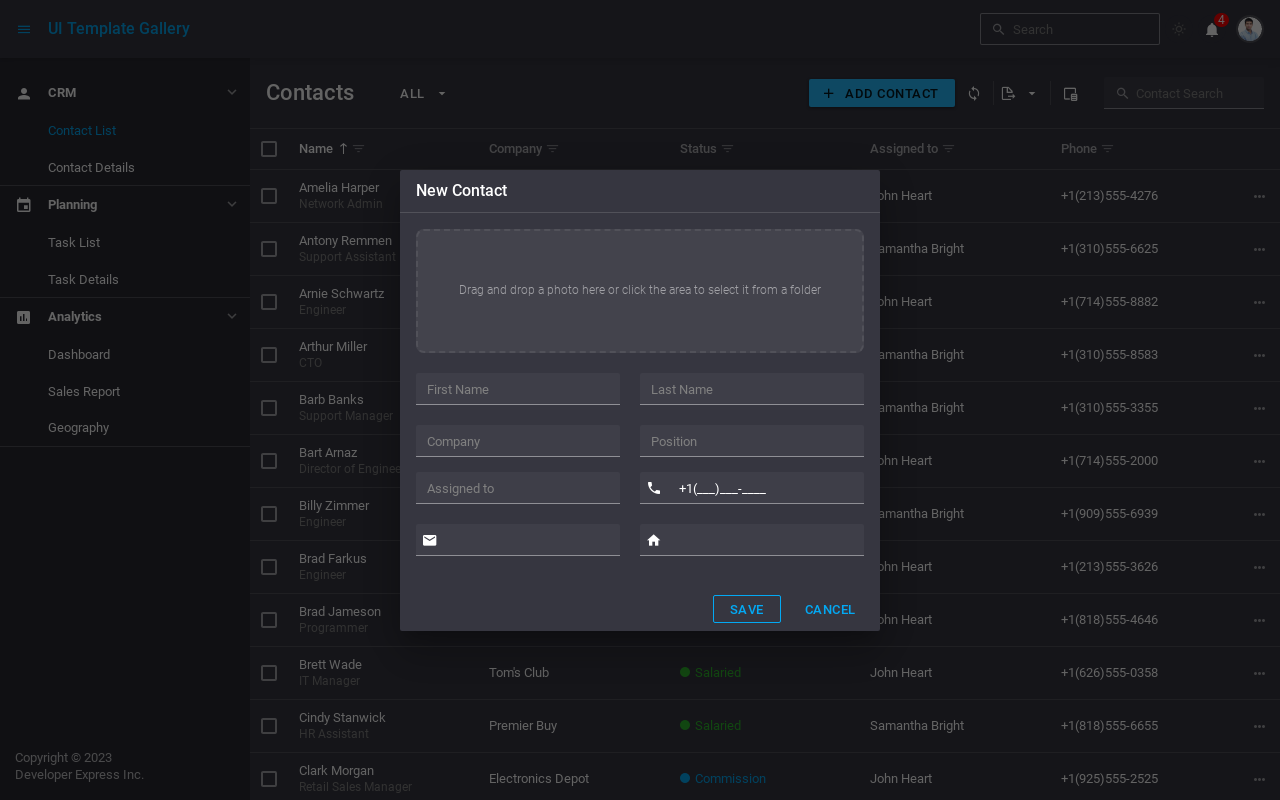 UI Template Gallery
Search
4
CRM
Contact List
Contact Details
Planning
Task List
Task Details
Analytics
Dashboard
Sales Report
Geography
Copyright © 2023
Developer Express Inc.
Contacts
ALL
ADD CONTACT
Contact Search
Name Company Status Assigned to Phone
Amelia Harper
Network Admin
John Heart +1(213)555-4276
Antony Remmen
Support Assistant
Samantha Bright +1(310)555-6625
Arnie Schwartz
Engineer
John Heart +1(714)555-8882
Arthur Miller
CTO
Samantha Bright +1(310)555-8583
Barb Banks
Support Manager
Samantha Bright +1(310)555-3355
Bart Arnaz
Director of Enginee
John Heart +1(714)555-2000
Billy Zimmer
Engineer
Samantha Bright +1(909)555-6939
Brad Farkus
Engineer
John Heart +1(213)555-3626
Brad Jameson
Programmer
John Heart +1(818)555-4646
Brett Wade
IT Manager
Tom's Club Salaried John Heart +1(626)555-0358
Cindy Stanwick
HR Assistant
Premier Buy Salaried Samantha Bright +1(818)555-6655
Clark Morgan
Retail Sales Manager
Electronics Depot Commission John Heart +1(925)555-2525
New Contact
Drag and drop a photo here or click the area to select it from a folder
First Name Last Name
Company Position
Assigned to +1(___)___-____
SAVE CANCEL